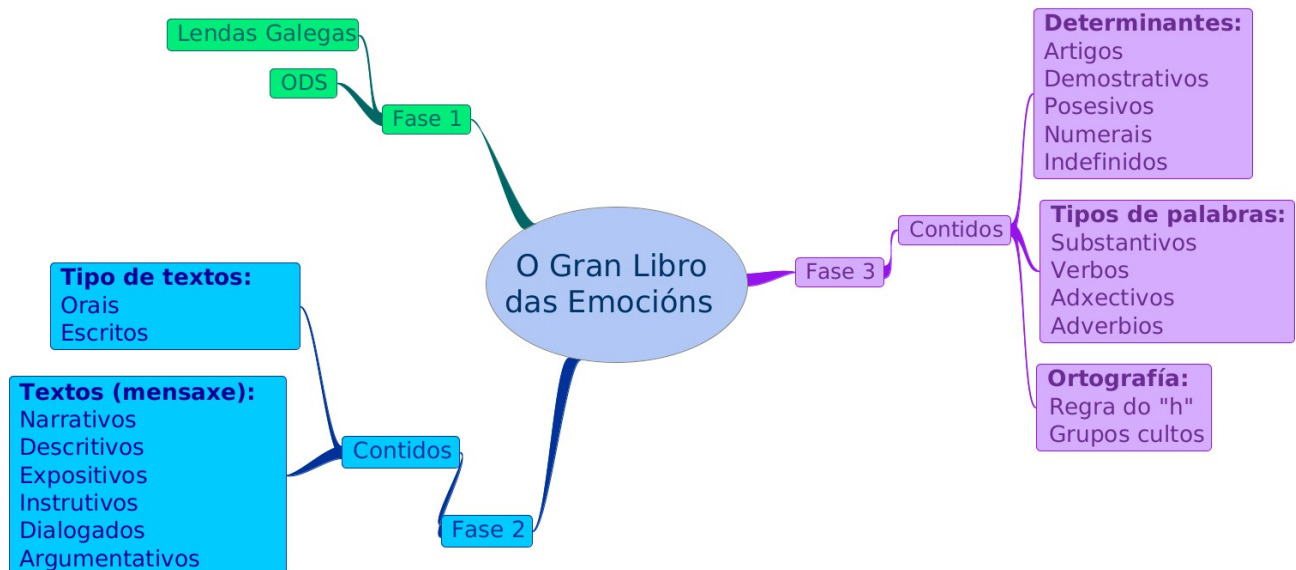 O Gran Libro
das Emocións
Fase 1
Lendas Galegas
ODS
Fase 2
Contidos
Tipo de textos:
Orais
Escritos
Textos (mensaxe):
Narrativos
Descritivos
Expositivos
Instrutivos
Dialogados
Argumentativos
Fase 3
Contidos
Determinantes:
Artigos
Demostrativos
Posesivos
Numerais
Indefinidos
Tipos de palabras:
Substantivos
Verbos
Adxectivos
Adverbios
Ortografía:
Regra do "h"
Grupos cultos